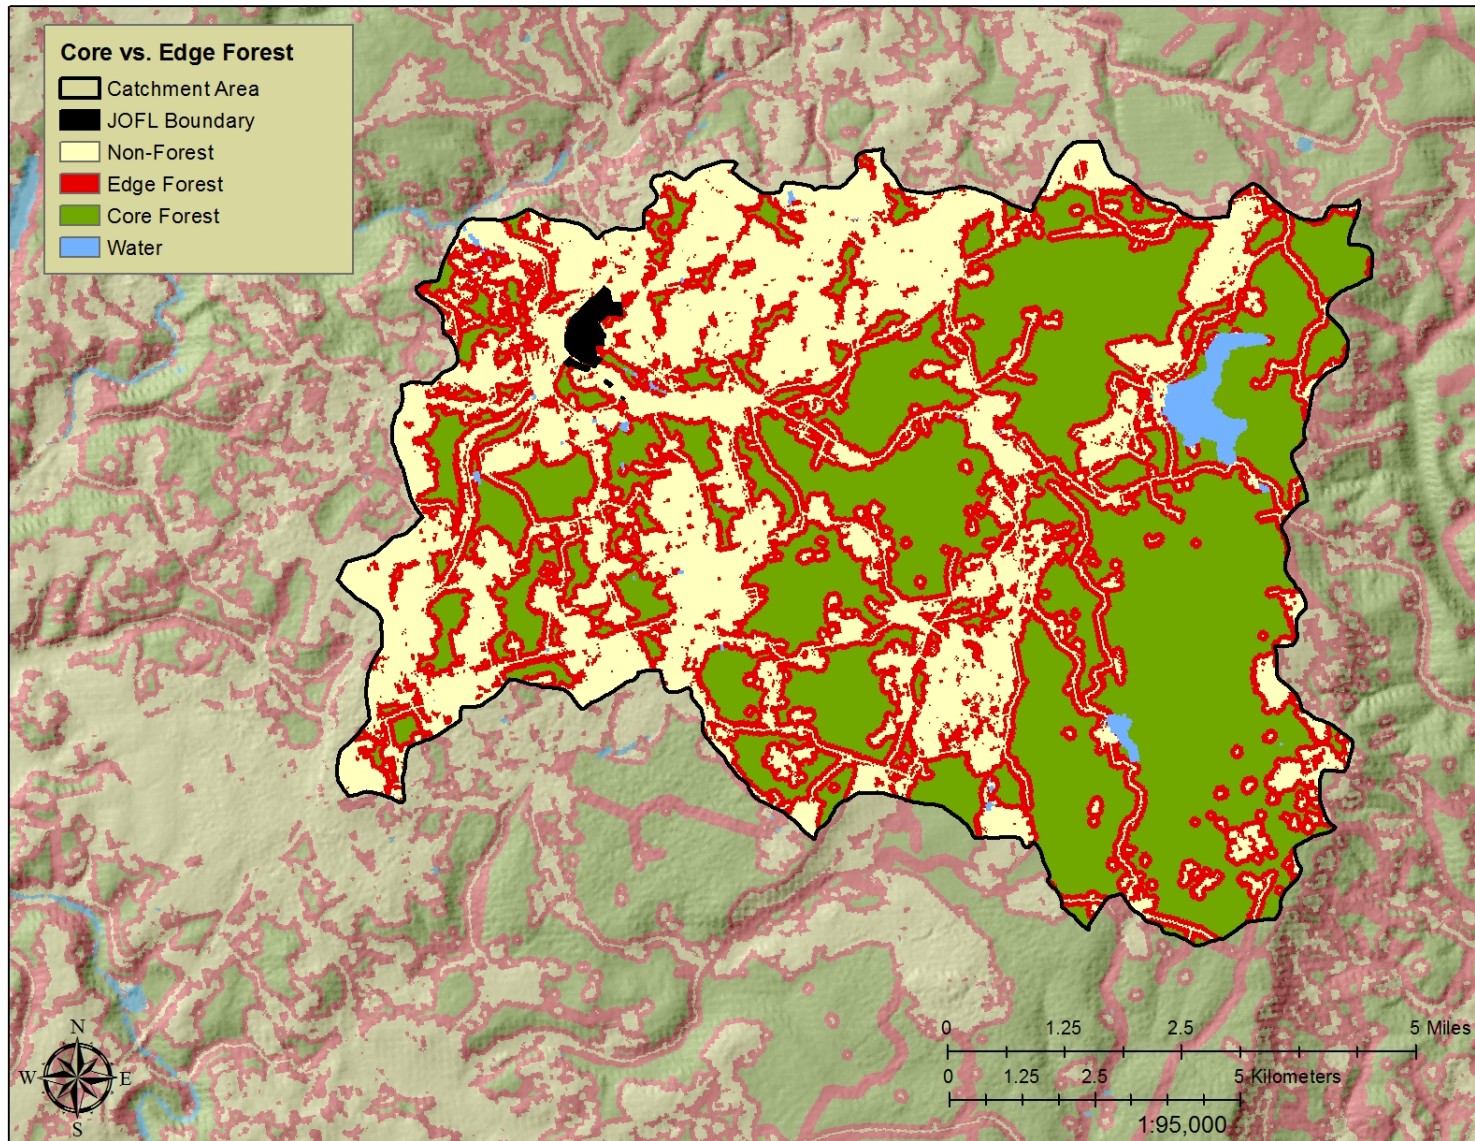 Core vs. Edge Forest
Catchment Area
JOFL Boundary
Non-Forest
Edge Forest
Core Forest
Water
N
W E
S
0 1.25 2.5 5 Miles
0 1.25 2.5 5 Kilometers
1:95,000